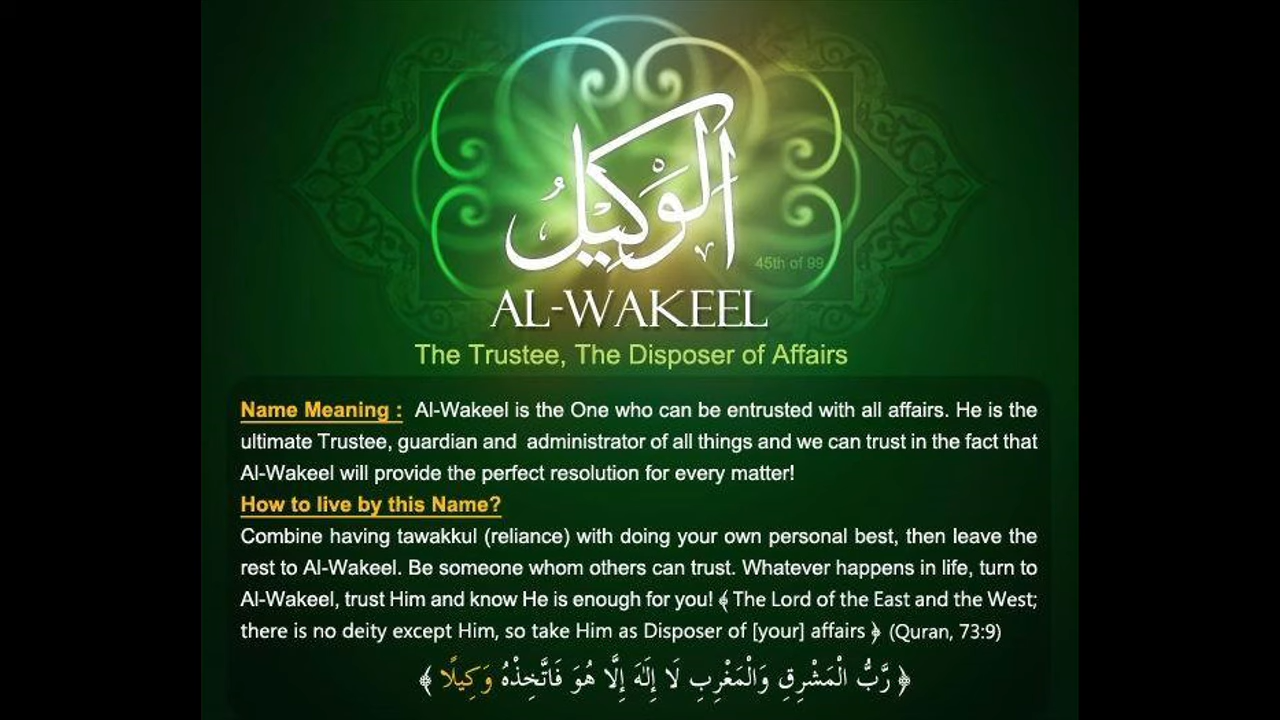 اَلْوَكِيْلُ
45th of 99
AL-WAKEEL
The Trustee, The Disposer of Affairs
Name Meaning : Al-Wakeel is the One who can be entrusted with all affairs. He is the
ultimate Trustee, guardian and administrator of all things and we can trust in the fact that
Al-Wakeel will provide the perfect resolution for every matter!
How to live by this Name?
Combine having tawakkul (reliance) with doing your own personal best, then leave the
rest to Al-Wakeel. Be someone whom others can trust. Whatever happens in life, turn to
Al-Wakeel, trust Him and know He is enough for you! ﴾ The Lord of the East and the West;
there is no deity except Him, so take Him as Disposer of [your] affairs ﴿ (Quran, 73:9)
﴿ رَّبُّ الْمَشْرِقِ وَالْمَغْرِبِ لَا إِلَٰهَ إِلَّا هُوَ فَاتَّخِذْهُ وَكِيلًا ﴾